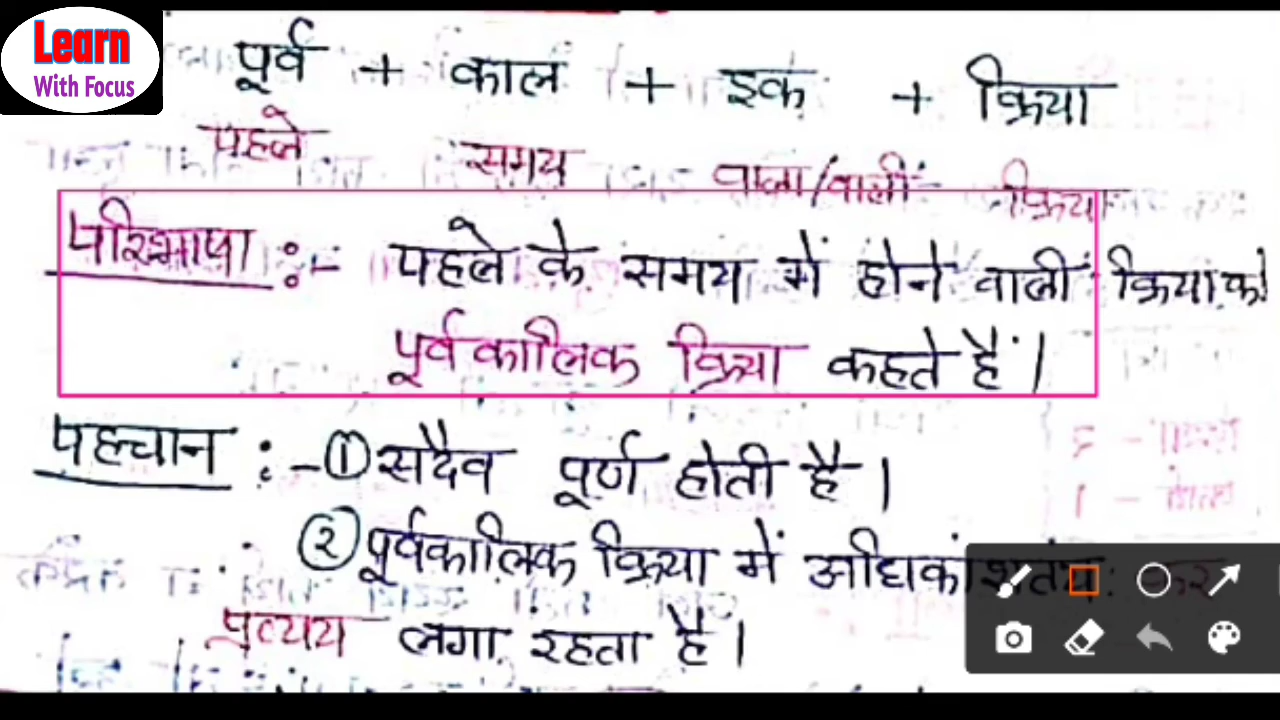 Learn
With Focus
पूर्व + काल + इक + क्रिया
पहले समय वाला/वाली क्रिया
परिभाषा :- पहले के समय में होने वाली क्रिया को
पूर्वकालिक क्रिया कहते हैं।
पहचान :- ① सदैव पूर्ण होती है।
② पूर्वकालिक क्रिया में अधिकांशतः कर
प्रत्यय लगा रहता है।